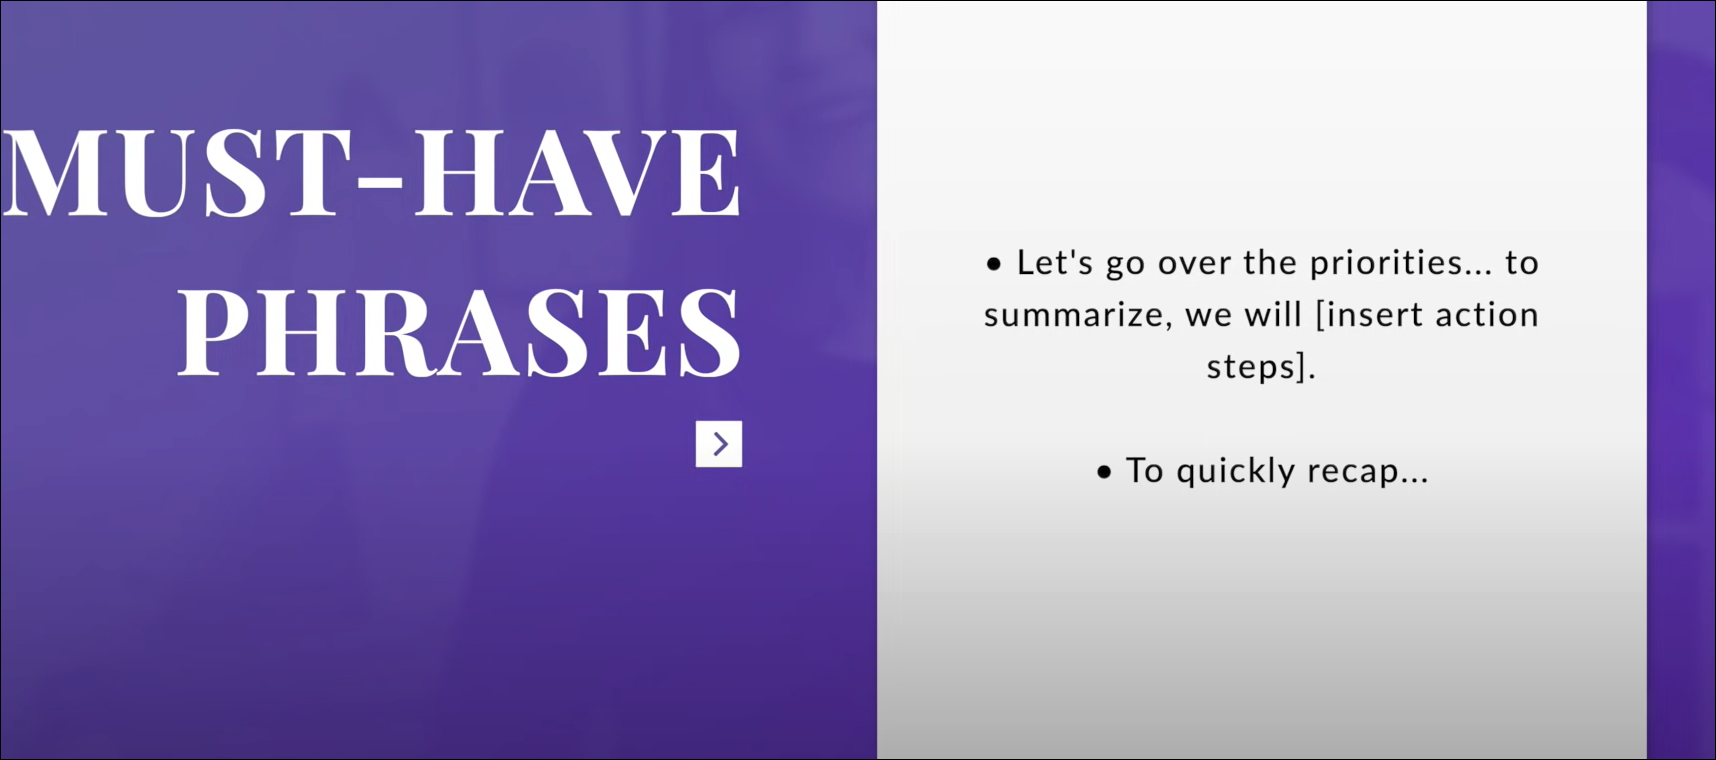 MUST-HAVE
PHRASES
• Let's go over the priorities... to
summarize, we will [insert action
steps].
• To quickly recap...